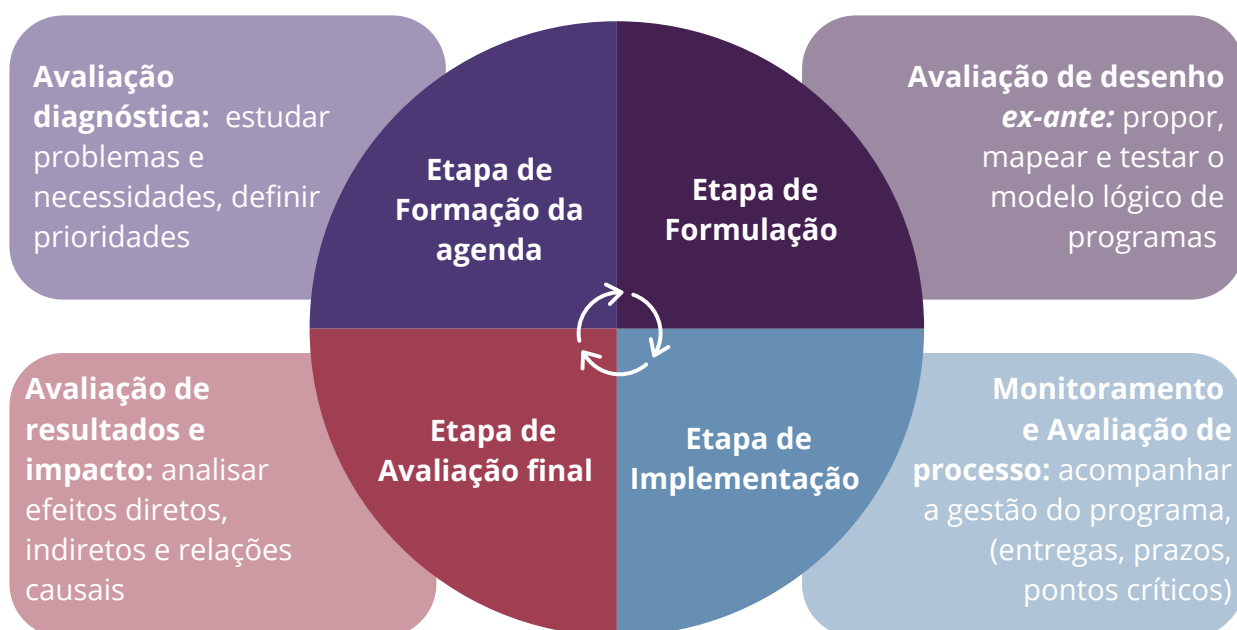 Avaliação
diagnóstica: estudar
problemas e
necessidades, definir
prioridades
Etapa de
Formação da
agenda
Etapa de
Formulação
Avaliação de desenho
ex-ante: propor,
mapear e testar o
modelo lógico de
programas
Avaliação de
resultados e
impacto: analisar
efeitos diretos,
indiretos e relações
causais
Etapa de
Avaliação final
Etapa de
Implementação
Monitoramento
e Avaliação de
processo: acompanhar
a gestão do programa,
(entregas, prazos,
pontos críticos)